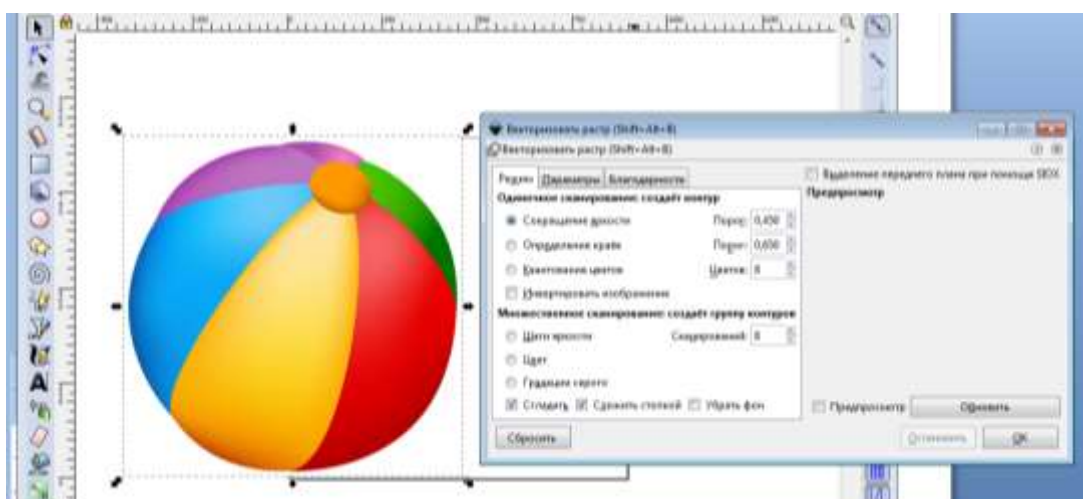 Векторизовать растр (Shift+Alt+B)
Векторизовать растр (Shift+Alt+B)
Режим Параметры Благодарности
Выделение переднего плана при помощи SIOX
Предпросмотр
Одиночное сканирование: создаёт контур
Сокращение яркости Порог: 0,450
Определение краёв Порог: 0,650
Квантование цветов Цветов: 8
Инвертировать изображение
Множественное сканирование: создаёт группу контуров
Шаги яркости Сканирований: 8
Цвет
Градации серого
Сгладить Сложить стопкой Убрать фон
Предпросмотр Обновить
Сбросить Остановить OK